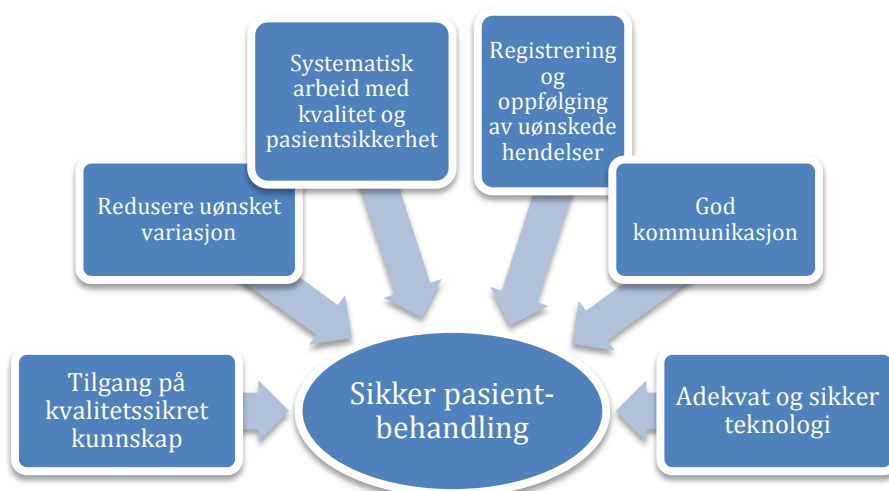 Systematisk
arbeid med
kvalitet og
pasientsikkerhet
Registrering
og
oppfølging
av uønskede
hendelser
Redusere uønsket
variasjon
God
kommunikasjon
Tilgang på
kvalitetssikret
kunnskap
Sikker pasient-
behandling
Adekvat og sikker
teknologi